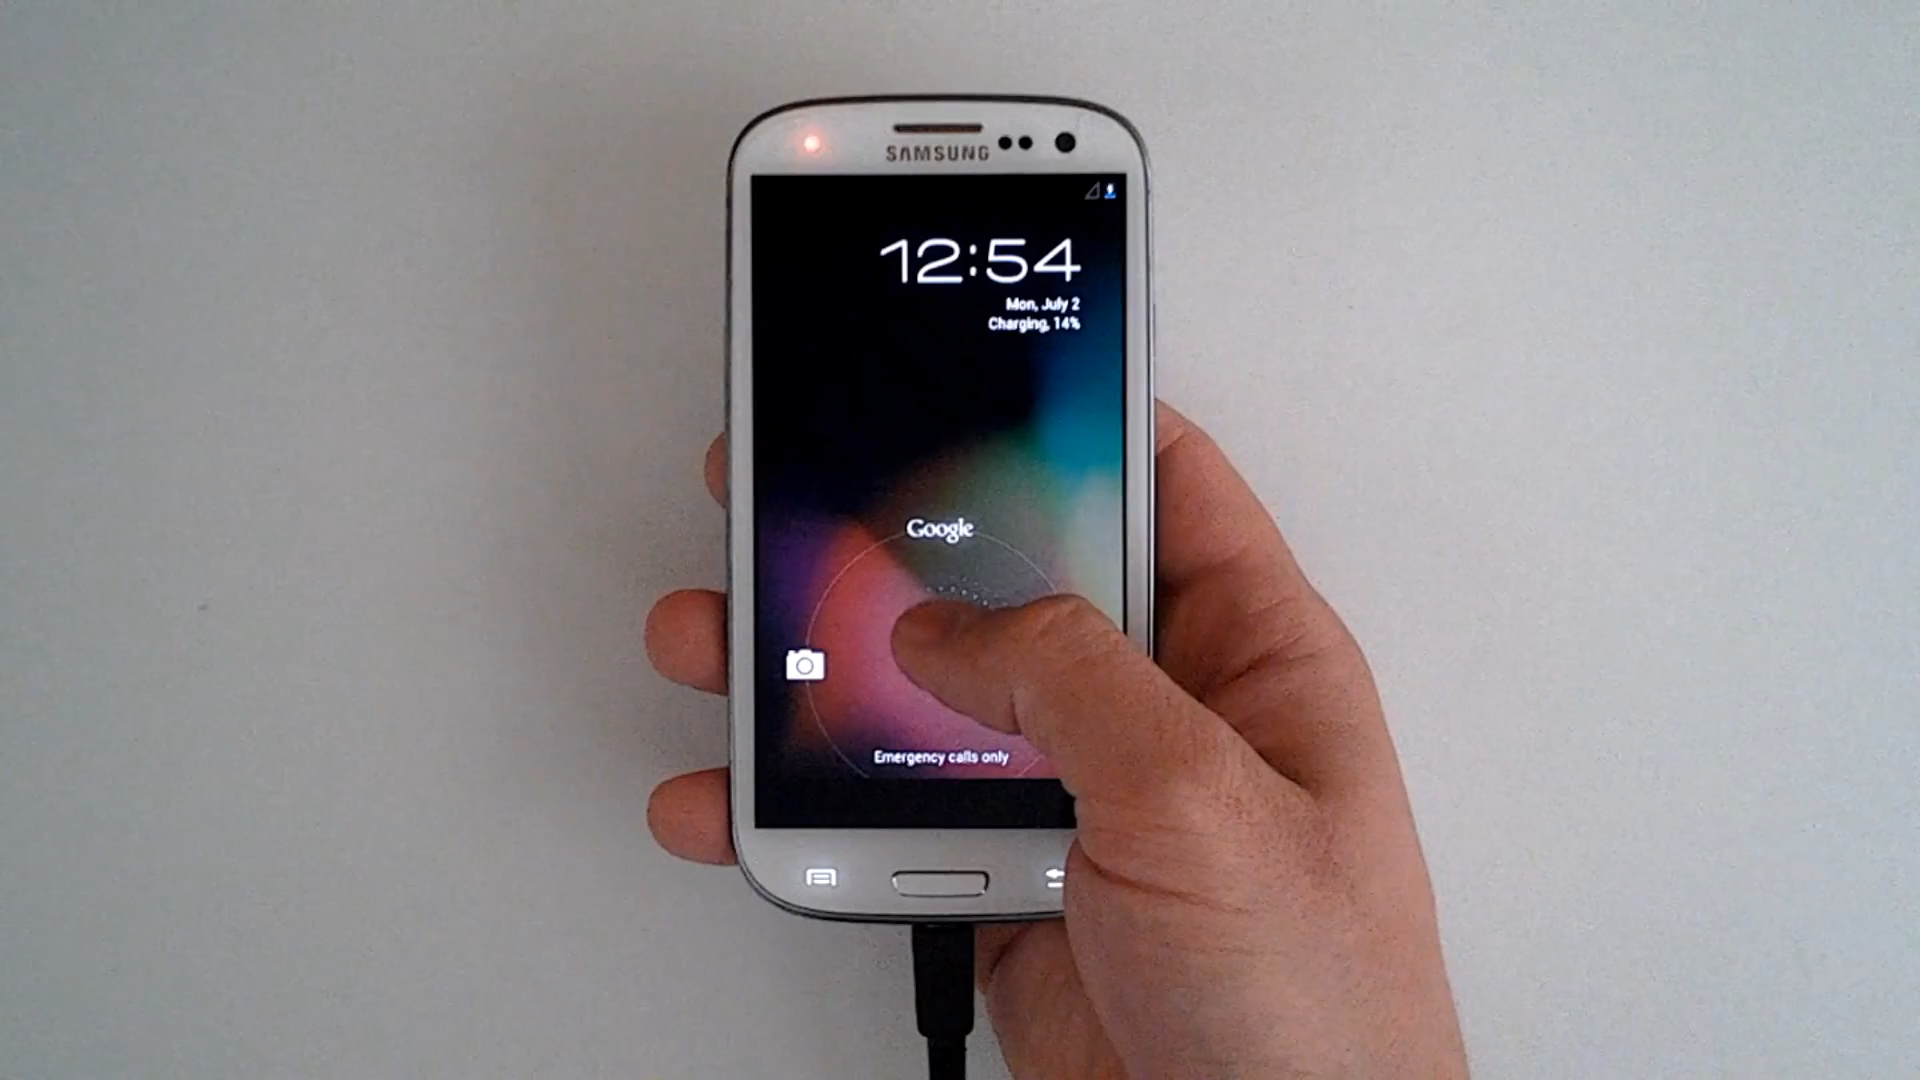 SAMSUNG
12:54
Mon, July 2
Charging, 14%
Google
Emergency calls only